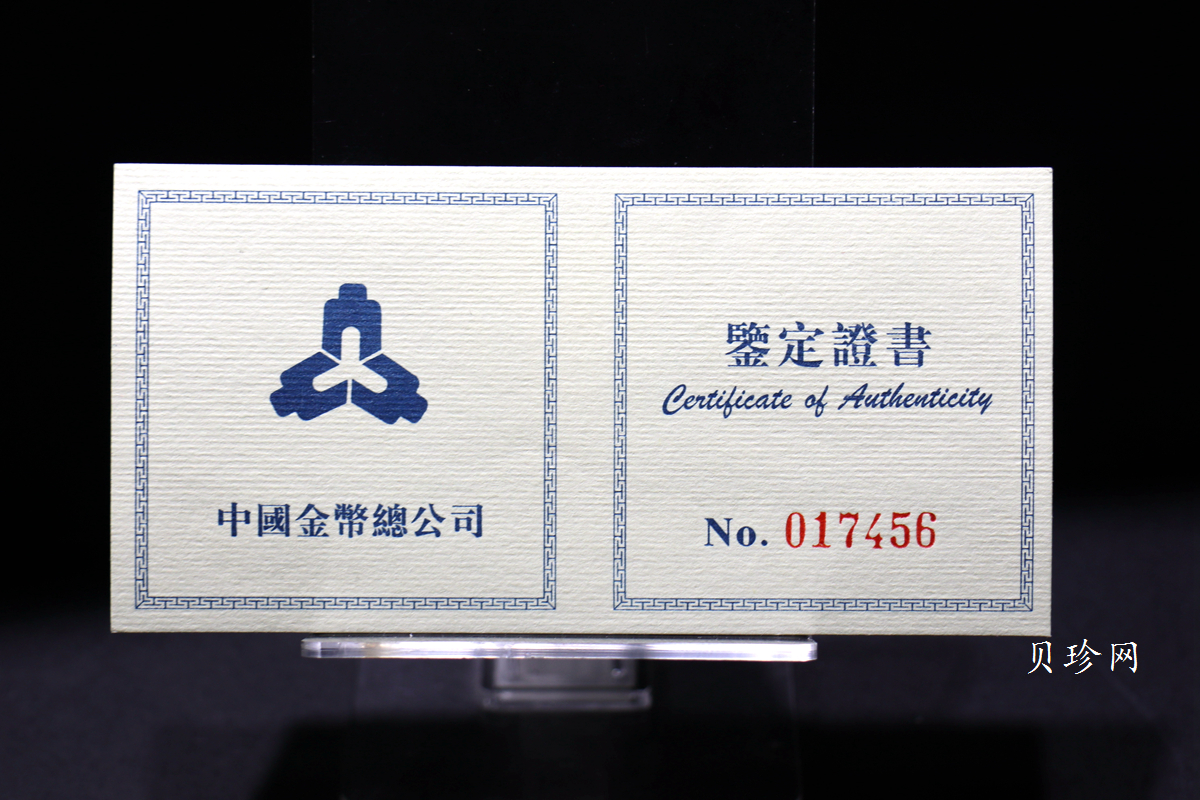 中國金幣總公司
鑒定證書
Certificate of Authenticity
No. 017456
贝珍网